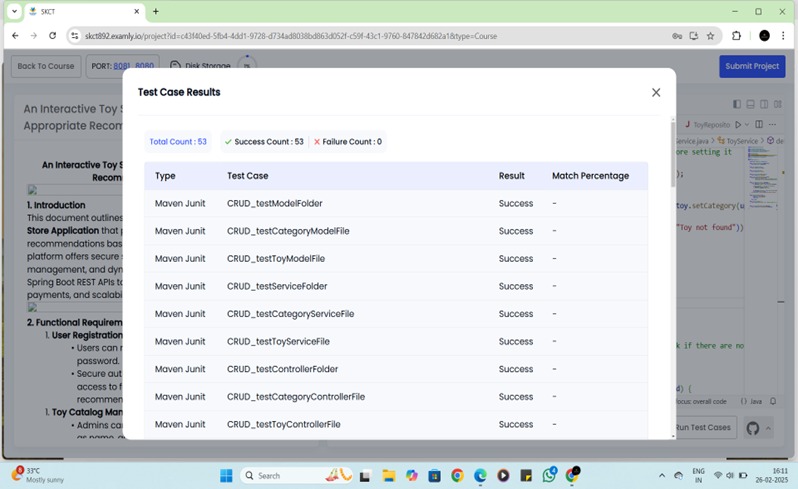 SKCT
skct892.examly.io/project?id=c43f40ed-5fb4-4dd1-9728-d734ad8038bd863d052f-c59f-43c1-9760-847842d682a1&type=Course
Back To Course
PORT: 8081 8080
Disk Storage
Submit Project
An Interactive Toy S
Appropriate Recom
An Interactive Toy S
Recom
1. Introduction
This document outlines
Store Application that p
recommendations bas
platform offers secure s
management, and dyn
Spring Boot REST APIs to
payments, and scalabi
2. Functional Requirem
1. User Registration
• Users can r
password.
• Secure aut
access to f
recommen
1. Toy Catalog Man
• Admins ca
Test Case Results
Total Count : 53
Success Count : 53
Failure Count : 0
Type Test Case Result Match Percentage
Maven Junit CRUD_testModelFolder Success -
Maven Junit CRUD_testCategoryModelFile Success -
Maven Junit CRUD_testToyModelFile Success -
Maven Junit CRUD_testServiceFolder Success -
Maven Junit CRUD_testCategoryServiceFile Success -
Maven Junit CRUD_testToyServiceFile Success -
Maven Junit CRUD_testControllerFolder Success -
Maven Junit CRUD_testCategoryControllerFile Success -
Maven Junit CRUD_testToyControllerFile Success -
J ToyReposito
Service.java > ToyService > de
ore setting it
);
toy.setCategory(u
"Toy not found"))
k if there are no
d) {
focus: overall code {} Java
Run Test Cases
8
33°C
Mostly sunny
Search
ENG
IN
16:11
26-02-2025